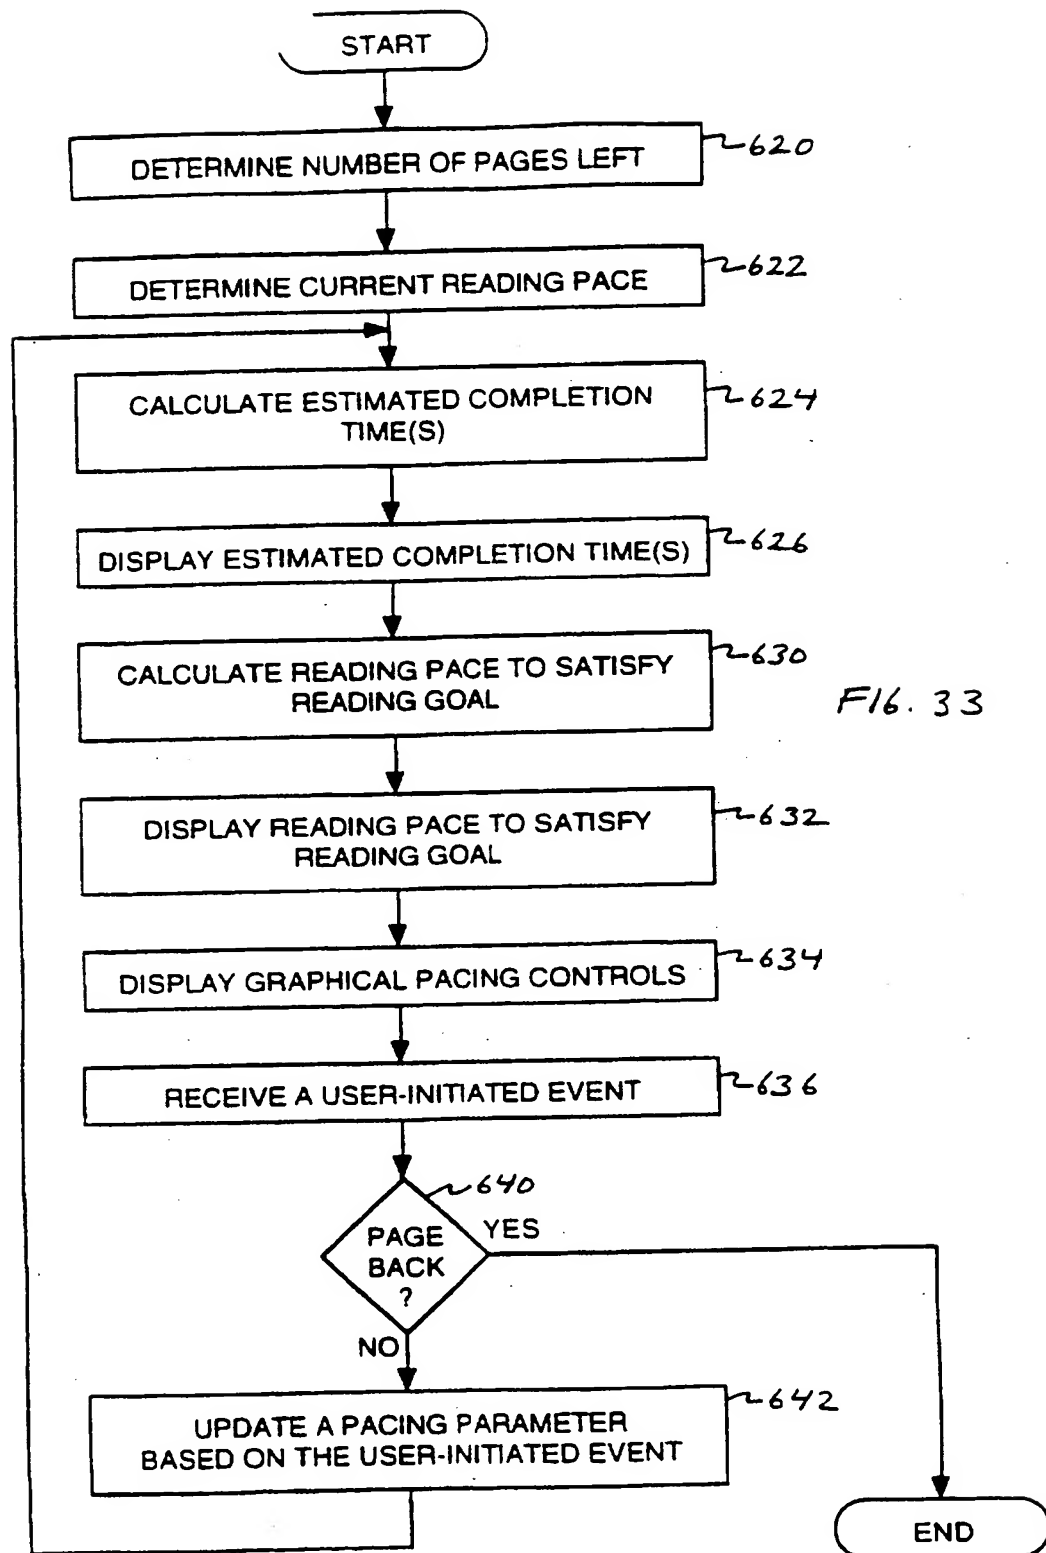 START
DETERMINE NUMBER OF PAGES LEFT
620
DETERMINE CURRENT READING PACE
622
CALCULATE ESTIMATED COMPLETION
TIME(S)
624
DISPLAY ESTIMATED COMPLETION TIME(S)
626
CALCULATE READING PACE TO SATISFY
READING GOAL
630
FIG. 33
DISPLAY READING PACE TO SATISFY
READING GOAL
632
DISPLAY GRAPHICAL PACING CONTROLS
634
RECEIVE A USER-INITIATED EVENT
636
640
PAGE
BACK
?
YES
NO
UPDATE A PACING PARAMETER
BASED ON THE USER-INITIATED EVENT
642
END